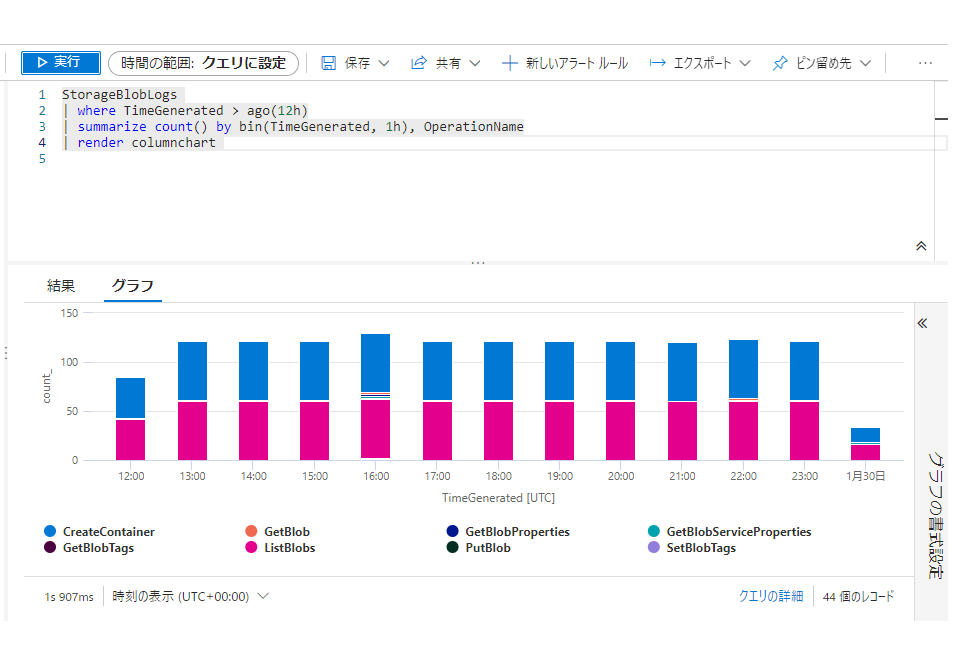 実行 時間の範囲: クエリに設定 保存 共有 新しいアラート ルール エクスポート ピン留め先 ...
1 StorageBlobLogs
2 | where TimeGenerated > ago(12h)
3 | summarize count() by bin(TimeGenerated, 1h), OperationName
4 | render columnchart
5
結果 グラフ
150
100
50
0
count_
12:00 13:00 14:00 15:00 16:00 17:00 18:00 19:00 20:00 21:00 22:00 23:00 1月30日
TimeGenerated [UTC]
CreateContainer GetBlob GetBlobProperties GetBlobServiceProperties
GetBlobTags ListBlobs PutBlob SetBlobTags
グラフの書式設定
1s 907ms 時刻の表示 (UTC+00:00) クエリの詳細 44 個のレコード